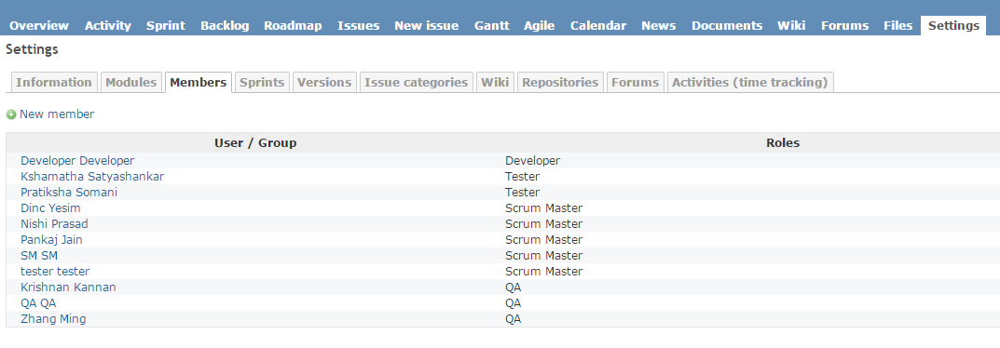 Overview Activity Sprint Backlog Roadmap Issues New issue Gantt Agile Calendar News Documents Wiki Forums Files Settings
Settings
Information Modules Members Sprints Versions Issue categories Wiki Repositories Forums Activities (time tracking)
New member
User / Group Roles
Developer Developer Developer
Kshamatha Satyashankar Tester
Pratiksha Somani Tester
Dinc Yesim Scrum Master
Nishi Prasad Scrum Master
Pankaj Jain Scrum Master
SM SM Scrum Master
tester tester Scrum Master
Krishnan Kannan QA
QA QA QA
Zhang Ming QA